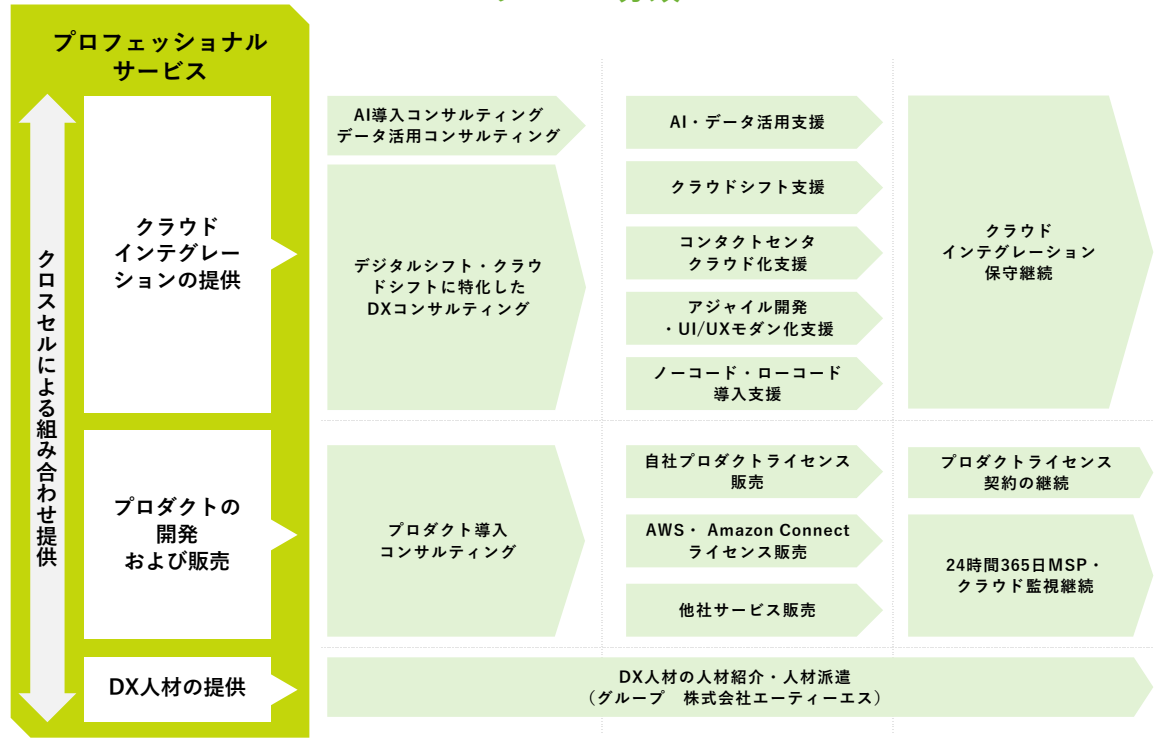 プロフェッショナル
サービス
クロスセルによる組み合わせ提供
クラウド
インテグレー
ションの提供
AI導入コンサルティング
データ活用コンサルティング
デジタルシフト・クラウ
ドシフトに特化した
DXコンサルティング
AI・データ活用支援
クラウドシフト支援
コンタクトセンタ
クラウド化支援
アジャイル開発
・UI/UXモダン化支援
ノーコード・ローコード
導入支援
クラウド
インテグレーション
保守継続
プロダクトの
開発
および販売
プロダクト導入
コンサルティング
自社プロダクトライセンス
販売
AWS・ Amazon Connect
ライセンス販売
他社サービス販売
プロダクトライセンス
契約の継続
24時間365日MSP・
クラウド監視継続
DX人材の提供
DX人材の人材紹介・人材派遣
（グループ　株式会社エーティーエス）